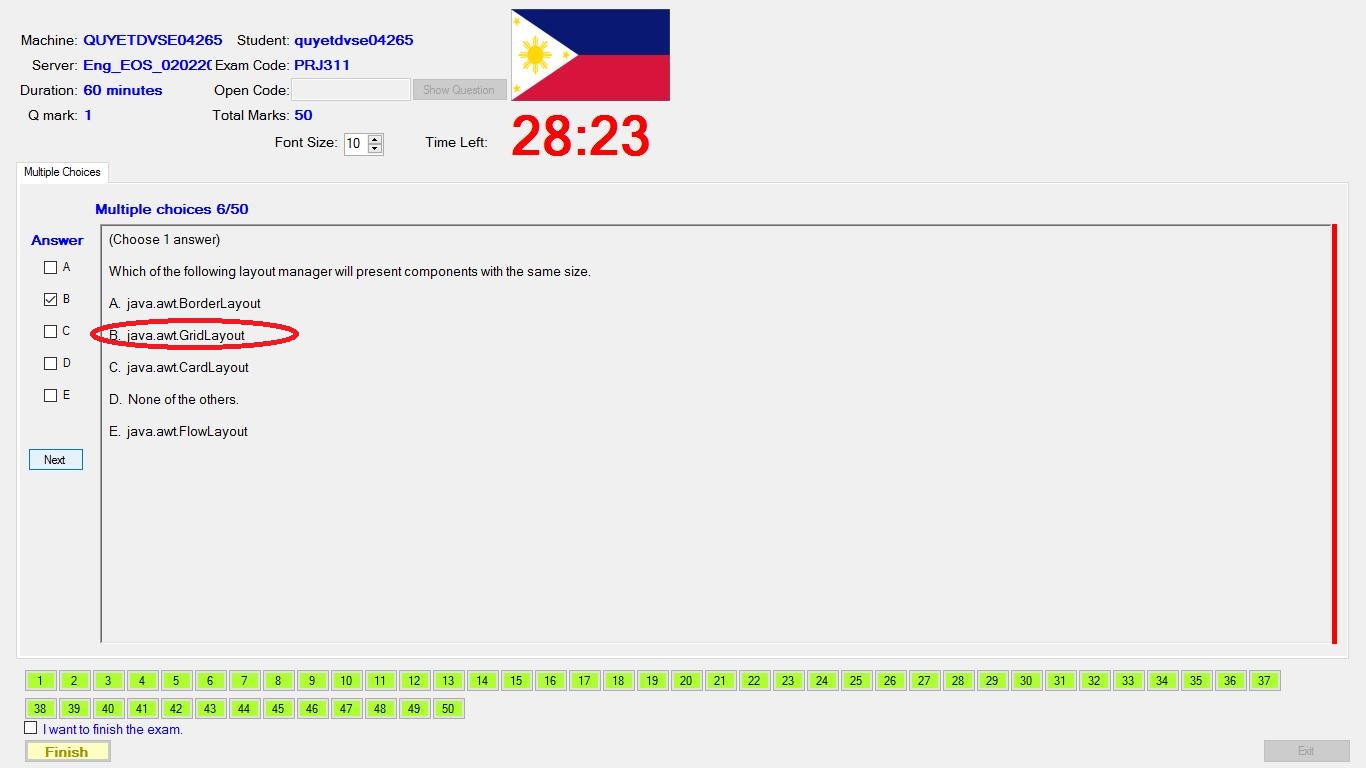 Machine: QUYETDVSE04265 Student: quyetdvse04265
Server: Eng_EOS_020220 Exam Code: PRJ311
Duration: 60 minutes Open Code: Show Question
Q mark: 1 Total Marks: 50
Font Size: 10 Time Left: 28:23
Multiple Choices
Multiple choices 6/50
Answer
(Choose 1 answer)
A
Which of the following layout manager will present components with the same size.
B
A. java.awt.BorderLayout
C
B. java.awt.GridLayout
D
C. java.awt.CardLayout
E
D. None of the others.
E. java.awt.FlowLayout
Next
1 2 3 4 5 6 7 8 9 10 11 12 13 14 15 16 17 18 19 20 21 22 23 24 25 26 27 28 29 30 31 32 33 34 35 36 37
38 39 40 41 42 43 44 45 46 47 48 49 50
I want to finish the exam.
Finish Exit